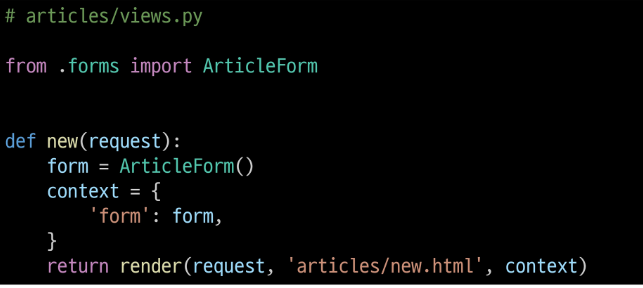 # articles/views.py
from .forms import ArticleForm
def new(request):
    form = ArticleForm()
    context = {
        'form': form,
    }
    return render(request, 'articles/new.html', context)